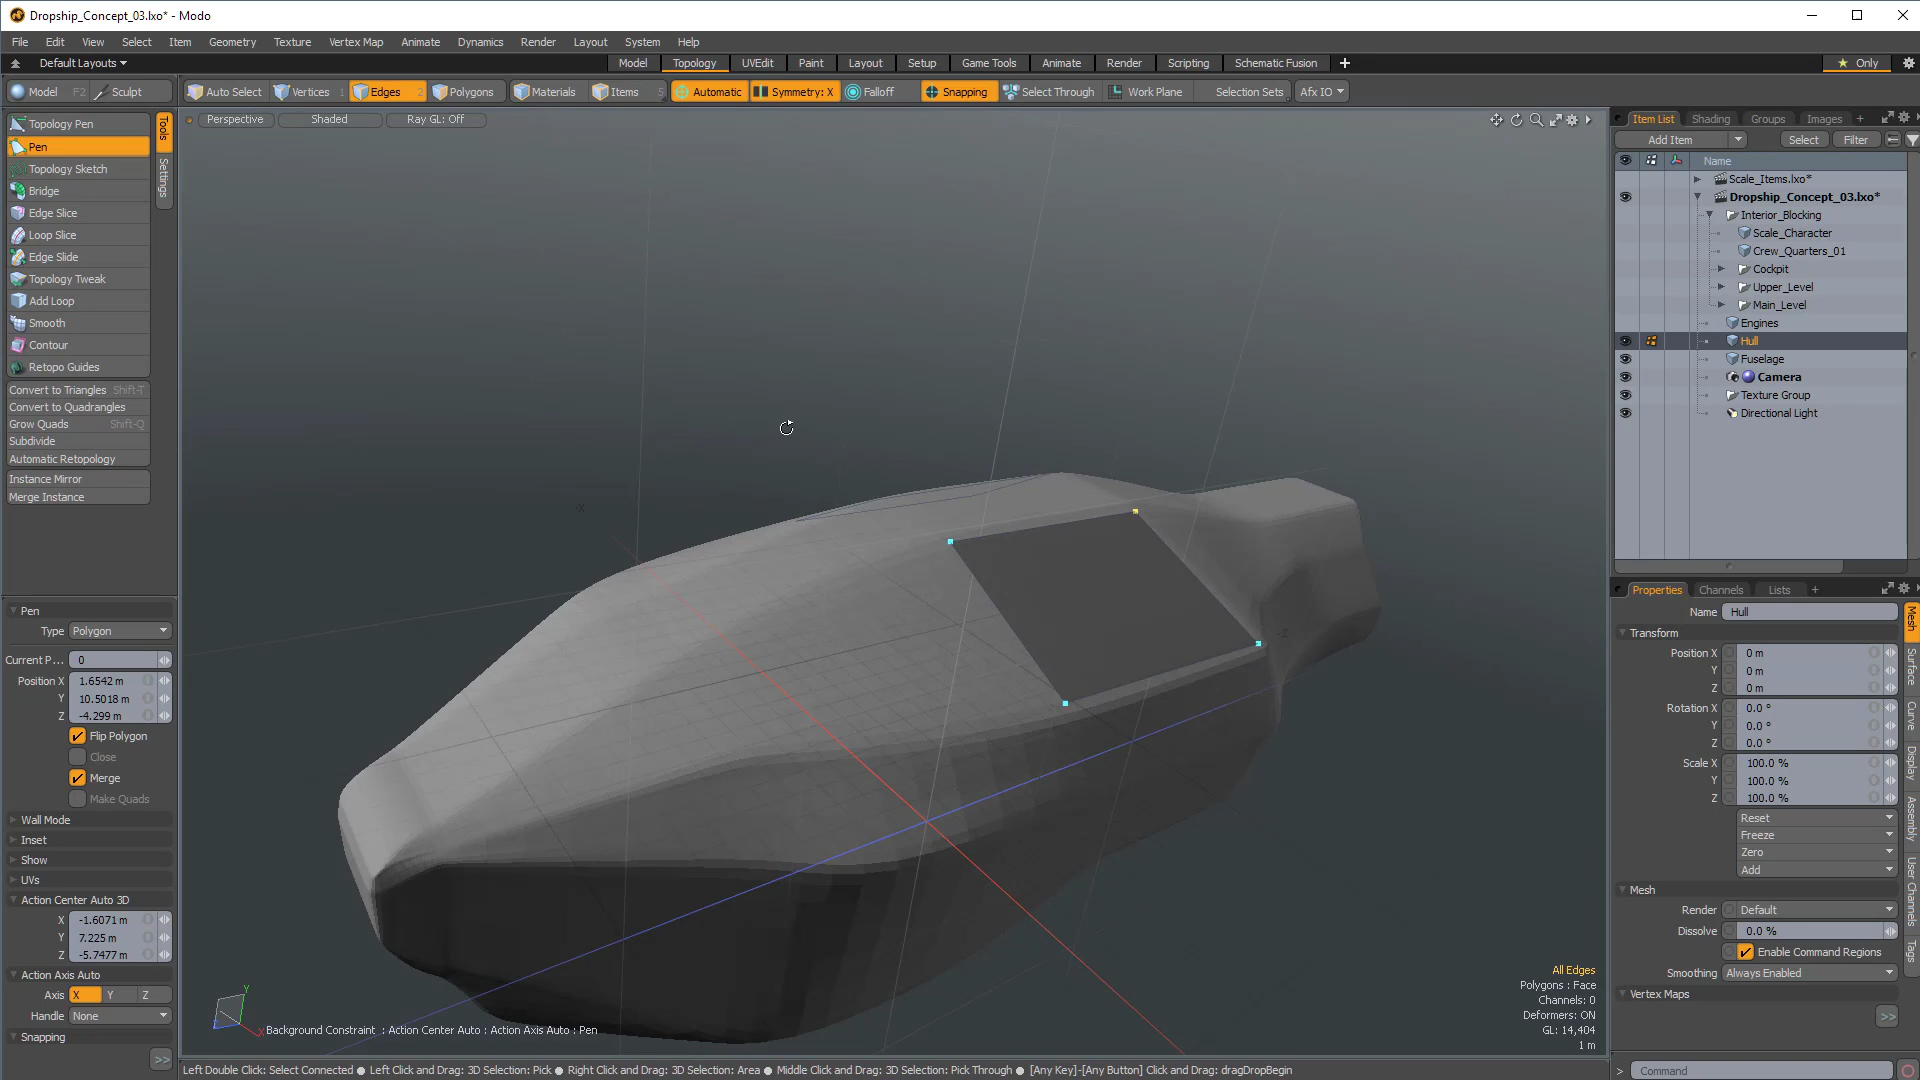 Dropship_Concept_03.lxo* - Modo
File Edit View Select Item Geometry Texture Vertex Map Animate Dynamics Render Layout System Help
Default Layouts Model Topology UVEdit Paint Layout Setup Game Tools Animate Render Scripting Schematic Fusion + Only
Model F2 Sculpt Auto Select Vertices 1 Edges 2 Polygons Materials Items 5 Automatic Symmetry: X Falloff Snapping Select Through Work Plane Selection Sets Afx IO
Perspective Shaded Ray GL: Off
Topology Pen
Pen
Topology Sketch
Bridge
Edge Slice
Loop Slice
Edge Slide
Topology Tweak
Add Loop
Smooth
Contour
Retopo Guides
Convert to Triangles Shift-T
Convert to Quadrangles
Grow Quads Shift-Q
Subdivide
Automatic Retopology
Instance Mirror
Merge Instance
Tools
Settings
Pen
Type Polygon
Current P... 0
Position X 1.6542 m
Y 10.5018 m
Z -4.299 m
Flip Polygon
Close
Merge
Make Quads
Wall Mode
Inset
Show
UVs
Action Center Auto 3D
X -1.6071 m
Y 7.225 m
Z -5.7477 m
Action Axis Auto
Axis X Y Z
Handle None
Snapping
>>
-X
-Z
Y
X
Background Constraint : Action Center Auto : Action Axis Auto : Pen
All Edges
Polygons : Face
Channels: 0
Deformers: ON
GL: 14,404
1 m
Left Double Click: Select Connected ● Left Click and Drag: 3D Selection: Pick ● Right Click and Drag: 3D Selection: Area ● Middle Click and Drag: 3D Selection: Pick Through ● [Any Key]-[Any Button] Click and Drag: dragDropBegin
Item List Shading Groups Images +
Add Item Select Filter
Name
Scale_Items.lxo*
Dropship_Concept_03.lxo*
Interior_Blocking
Scale_Character
Crew_Quarters_01
Cockpit
Upper_Level
Main_Level
Engines
Hull
Fuselage
Camera
Texture Group
Directional Light
Properties Channels Lists +
Name Hull
Transform
Position X 0 m
Y 0 m
Z 0 m
Rotation X 0.0 °
Y 0.0 °
Z 0.0 °
Scale X 100.0 %
Y 100.0 %
Z 100.0 %
Reset
Freeze
Zero
Add
Mesh
Render Default
Dissolve 0.0 %
Enable Command Regions
Smoothing Always Enabled
Vertex Maps
>>
Mesh
Surface
Curve
Display
Assembly
User Channels
Tags
> Command